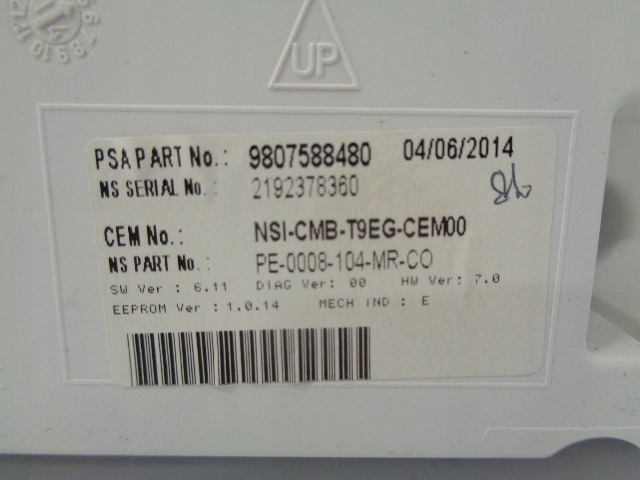 UP
PSA PART No.: 9807588480 04/06/2014
NS SERIAL No.: 2192378360
CEM No.: NSI-CMB-T9EG-CEM00
NS PART No.: PE-0008-104-MR-CO
SW Ver : 6.11 DIAG Ver: 00 HW Ver: 7.0
EEPROM Ver : 1.0.14 MECH IND : E